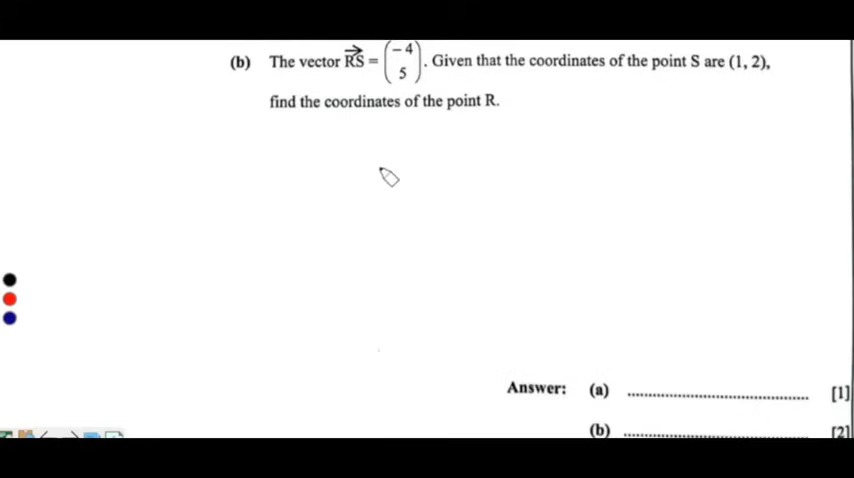 (b) The vector RS = (-4 5). Given that the coordinates of the point S are (1, 2),
find the coordinates of the point R.
Answer: (a) .................................................. [1]
(b) .................................................. [2]